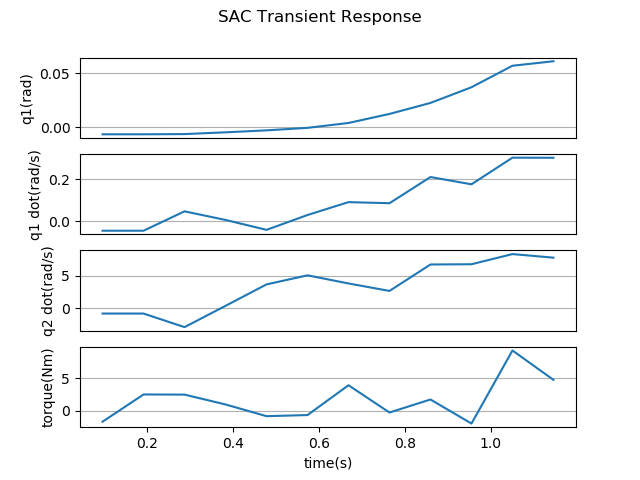 SAC Transient Response
0.05
0.00
q1(rad)
0.2
0.0
q1 dot(rad/s)
5
0
q2 dot(rad/s)
5
0
torque(Nm)
0.2 0.4 0.6 0.8 1.0
time(s)